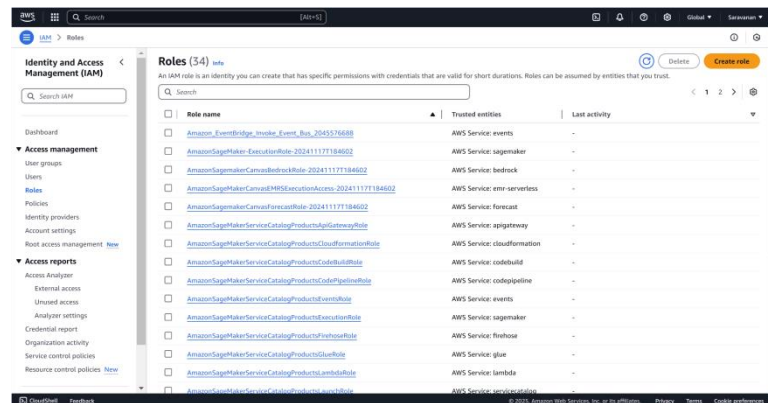 aws Search [Alt+S] Global Saravanan
IAM > Roles
Identity and Access Management (IAM)
Search IAM
Dashboard
Access management
User groups
Users
Roles
Policies
Identity providers
Account settings
Root access management New
Access reports
Access Analyzer
External access
Unused access
Analyzer settings
Credential report
Organization activity
Service control policies
Resource control policies New
Roles (34) Info
Delete
Create role
An IAM role is an identity you can create that has specific permissions with credentials that are valid for short durations. Roles can be assumed by entities that you trust.
Search
1 2
Role name Trusted entities Last activity
Amazon_EventBridge_Invoke_Event_Bus_2045576688 AWS Service: events -
AmazonSageMaker-ExecutionRole-20241117T184602 AWS Service: sagemaker -
AmazonSagemakerCanvasBedrockRole-20241117T184602 AWS Service: bedrock -
AmazonSageMakerCanvasEMRSExecutionAccess-20241117T184602 AWS Service: emr-serverless -
AmazonSagemakerCanvasForecastRole-20241117T184602 AWS Service: forecast -
AmazonSageMakerServiceCatalogProductsApiGatewayRole AWS Service: apigateway -
AmazonSageMakerServiceCatalogProductsCloudformationRole AWS Service: cloudformation -
AmazonSageMakerServiceCatalogProductsCodeBuildRole AWS Service: codebuild -
AmazonSageMakerServiceCatalogProductsCodePipelineRole AWS Service: codepipeline -
AmazonSageMakerServiceCatalogProductsEventsRole AWS Service: events -
AmazonSageMakerServiceCatalogProductsExecutionRole AWS Service: sagemaker -
AmazonSageMakerServiceCatalogProductsFirehoseRole AWS Service: firehose -
AmazonSageMakerServiceCatalogProductsGlueRole AWS Service: glue -
AmazonSageMakerServiceCatalogProductsLambdaRole AWS Service: lambda -
AmazonSageMakerServiceCatalogProductsLaunchRole AWS Service: servicecatalog -
CloudShell Feedback © 2025, Amazon Web Services, Inc. or its affiliates. Privacy Terms Cookie preferences